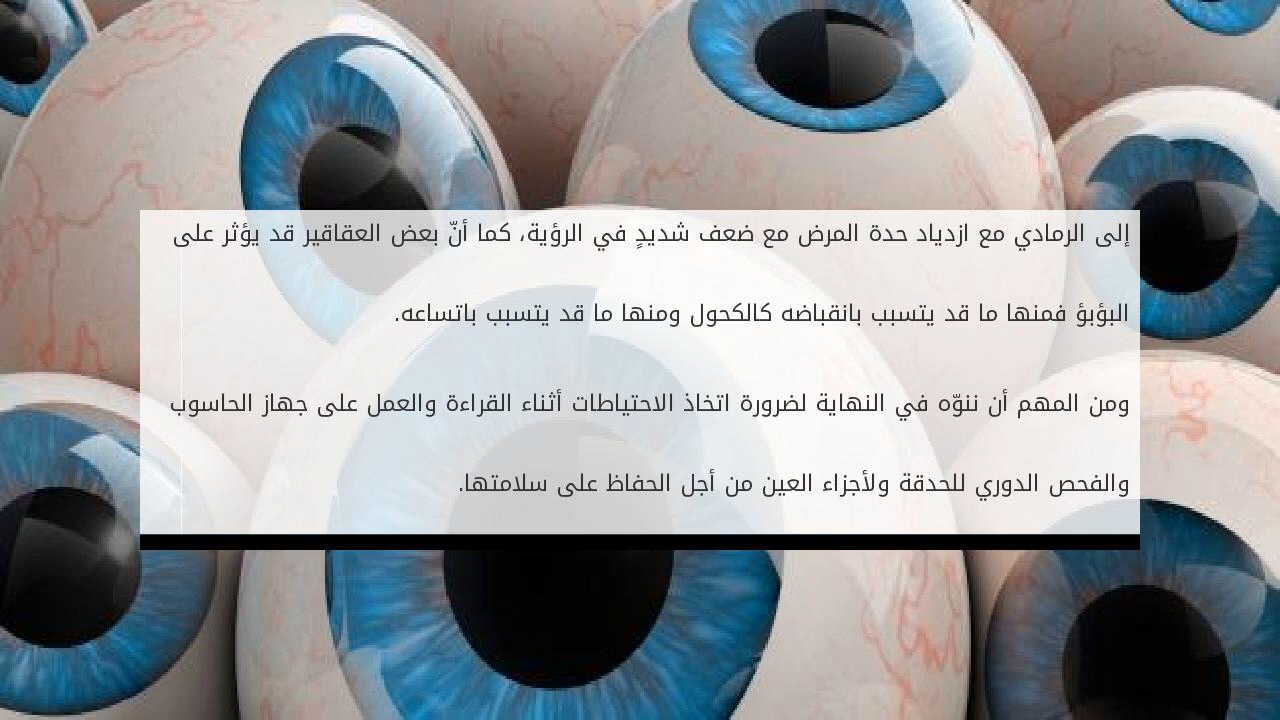 إلى الرمادي مع ازدياد حدة المرض مع ضعف شديدٍ في الرؤية، كما أنّ بعض العقاقير قد يؤثر على
البؤبؤ فمنها ما قد يتسبب بانقباضه كالكحول ومنها ما قد يتسبب باتساعه.
ومن المهم أن ننوّه في النهاية لضرورة اتخاذ الاحتياطات أثناء القراءة والعمل على جهاز الحاسوب
والفحص الدوري للحدقة ولأجزاء العين من أجل الحفاظ على سلامتها.